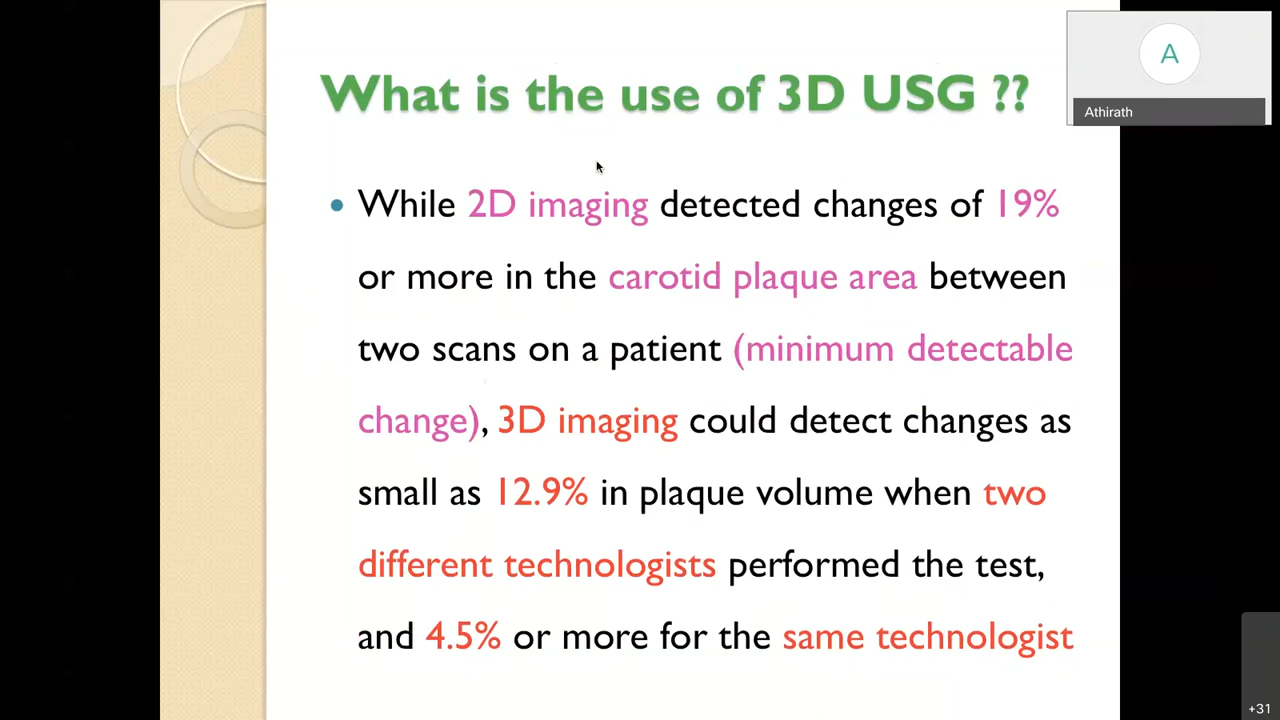 What is the use of 3D USG ??
A
Athirath
• While 2D imaging detected changes of 19%
or more in the carotid plaque area between
two scans on a patient (minimum detectable
change), 3D imaging could detect changes as
small as 12.9% in plaque volume when two
different technologists performed the test,
and 4.5% or more for the same technologist
+31